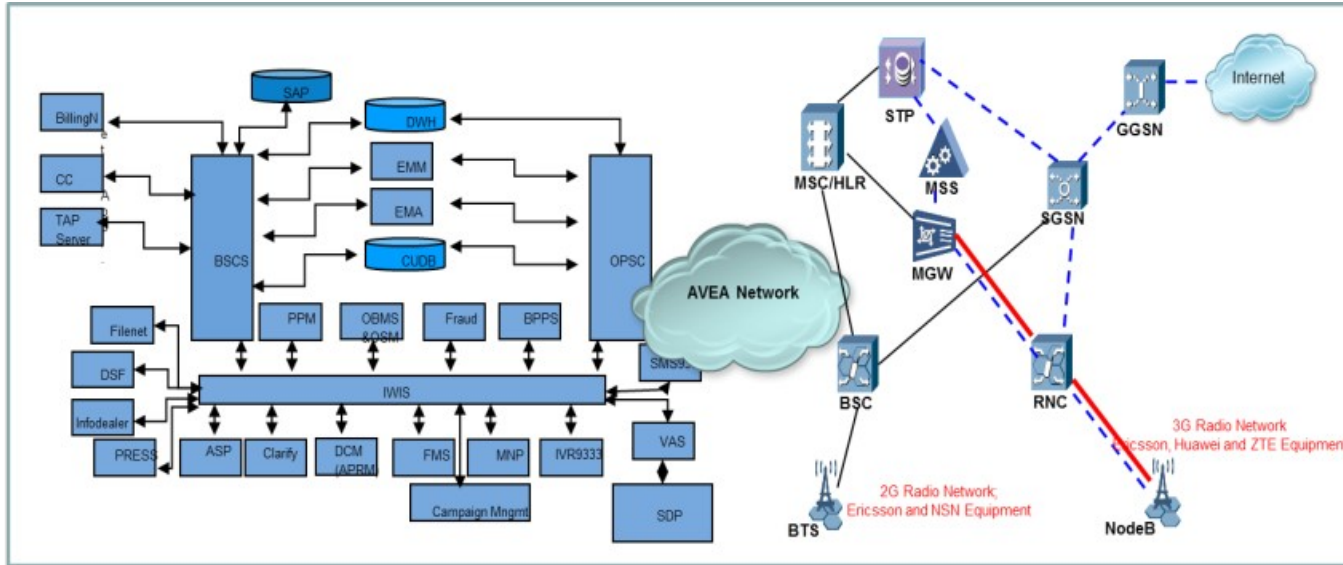 SAP
BillingN
e
t
A
B
DWH
EMM
CC
EMA
TAP
Server
BSCS
CUDB
OPSC
PPM
OBMS
&OSM
Fraud
BPPS
Filenet
DSF
IWIS
Infodealer
PRESS
ASP
Clarify
DCM
(APRM)
FMS
MNP
IVR9333
VAS
Campaign Mngmt
SDP
AVEA Network
STP
MSC/HLR
MSS
MGW
GGSN
Internet
SGSN
BSC
RNC
3G Radio Network
Ericsson, Huawei and ZTE Equipment
2G Radio Network;
Ericsson and NSN Equipment
BTS
NodeB